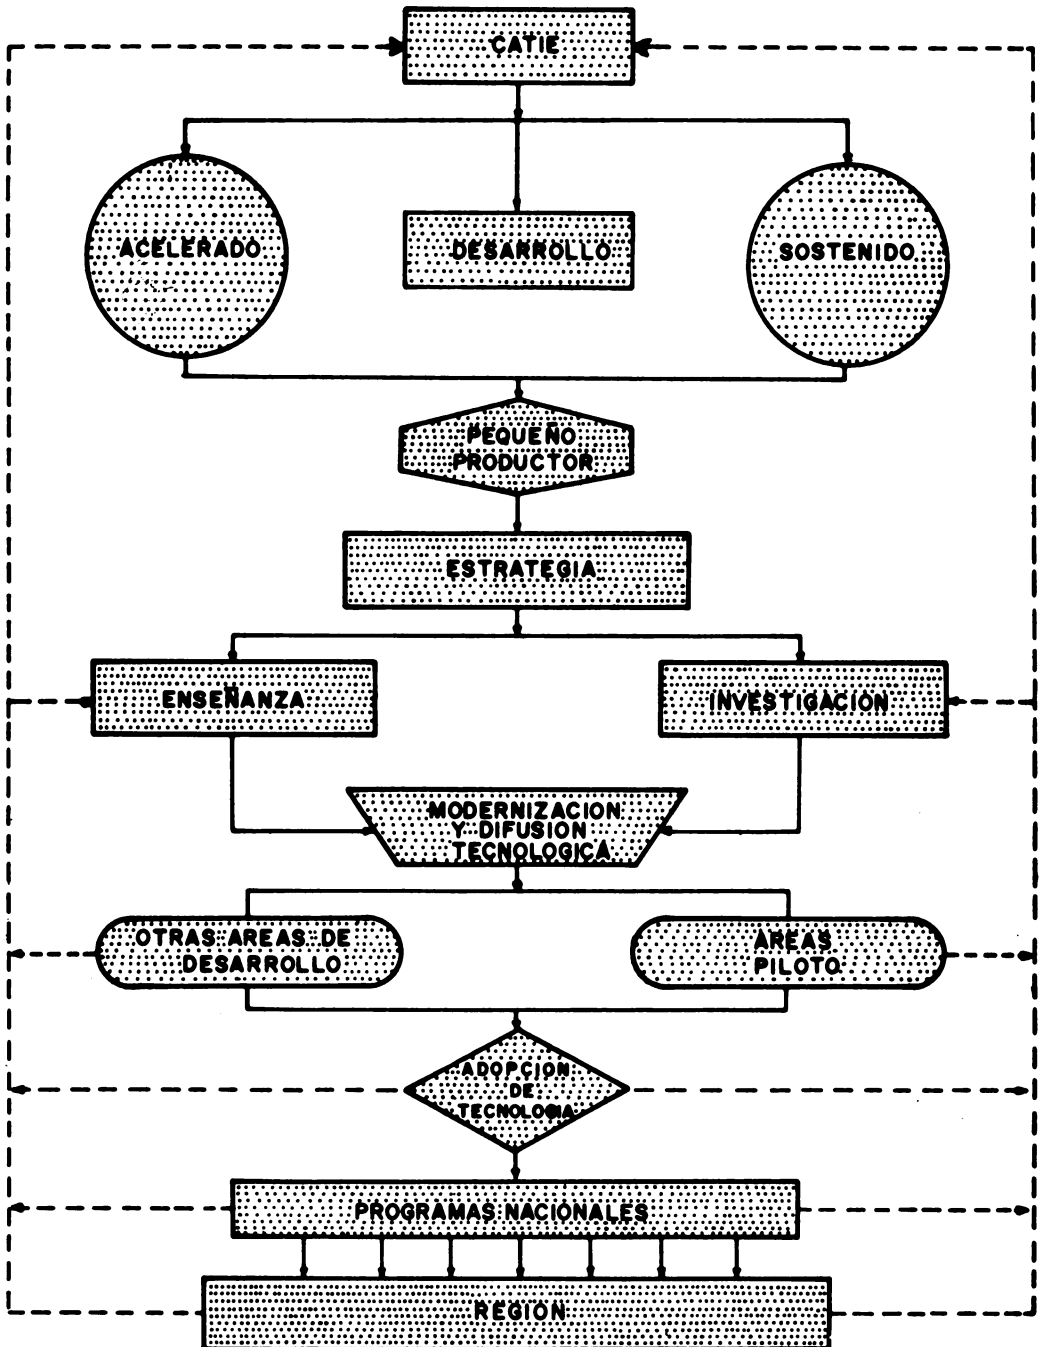 CATIE
ACELERADO
DESARROLLO
SOSTENIDO
PEQUEÑO
PRODUCTOR
ESTRATEGIA
ENSEÑANZA
INVESTIGACION
MODERNIZACION
Y DIFUSION
TECNOLOGICA
OTRAS AREAS DE
DESARROLLO
AREAS
PILOTO
ADOPCION
DE
TECNOLOGIA
PROGRAMAS NACIONALES
REGION